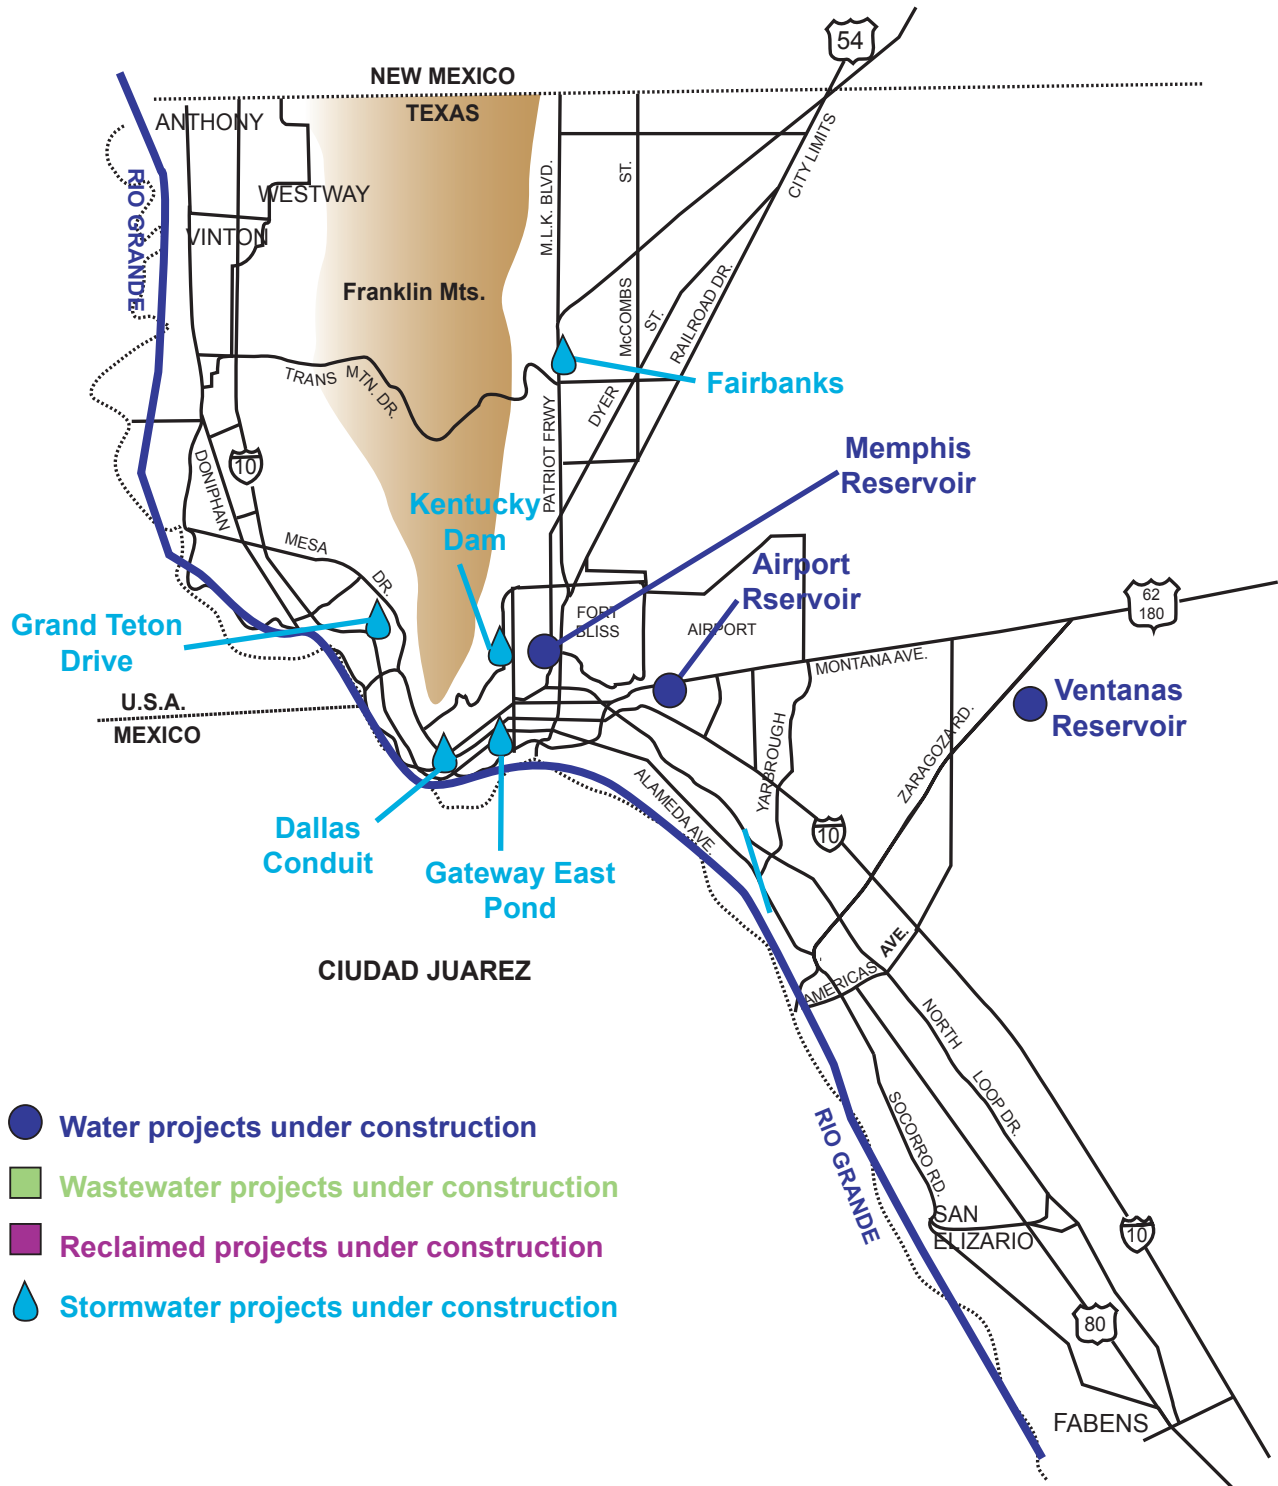 54
NEW MEXICO
TEXAS
ANTHONY
WESTWAY
VINTON
RIO GRANDE
Franklin Mts.
M.L.K. BLVD.
ST.
McCOMBS
CITY LIMITS
RAILROAD DR.
ST.
DYER
TRANS MTN. DR.
PATRIOT FRWY
Fairbanks
Memphis
Reservoir
10
DONIPHAN
Kentucky
Dam
MESA
DR.
Airport
Rservoir
FORT
BLISS
AIRPORT
62
180
Grand Teton
Drive
MONTANA AVE.
U.S.A.
MEXICO
Ventanas
Reservoir
YARBROUGH
ZARAGOZA RD.
ALAMEDA AVE.
10
Dallas
Conduit
Gateway East
Pond
CIUDAD JUAREZ
AMERICAS AVE.
NORTH
LOOP DR.
SOCORRO RD.
RIO GRANDE
SAN
ELIZARIO
10
80
FABENS
Water projects under construction
Wastewater projects under construction
Reclaimed projects under construction
Stormwater projects under construction